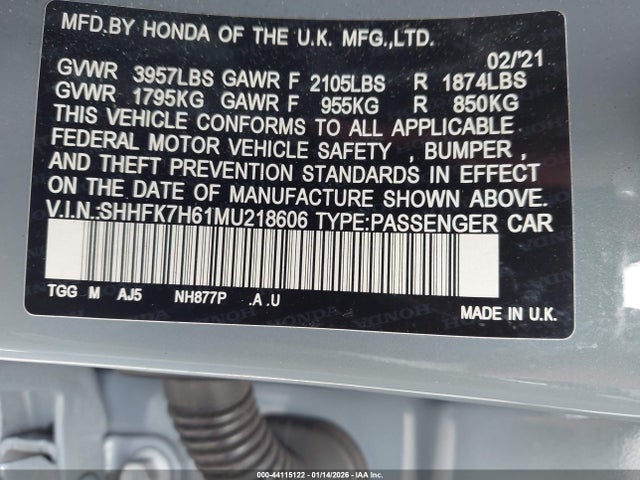 MFD.BY HONDA OF THE U.K. MFG.,LTD.
02/'21
GVWR 3957LBS GAWR F 2105LBS R 1874LBS
GVWR 1795KG GAWR F 955KG R 850KG
THIS VEHICLE CONFORMS TO ALL APPLICABLE
FEDERAL MOTOR VEHICLE SAFETY , BUMPER ,
AND THEFT PREVENTION STANDARDS IN EFFECT
ON THE DATE OF MANUFACTURE SHOWN ABOVE.
V.I.N.:SHHFK7H61MU218606 TYPE:PASSENGER CAR
TGG M AJ5 NH877P .A .U
MADE IN U.K.
000-44115122 | 01/14/2026 | © Copyright IAA, Inc